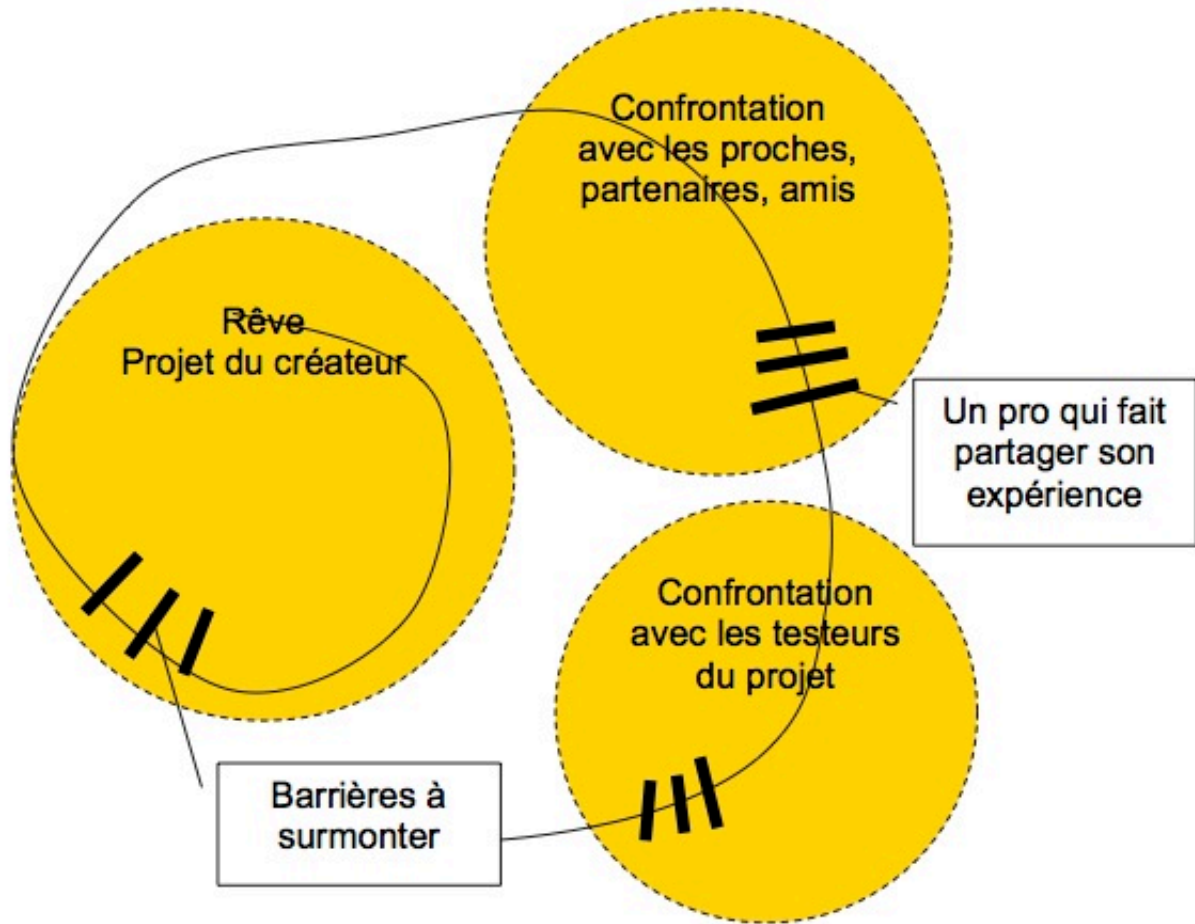 Confrontation
avec les proches,
partenaires, amis
Rêve
Projet du créateur
Un pro qui fait
partager son
expérience
Confrontation
avec les testeurs
du projet
Barrières à
surmonter